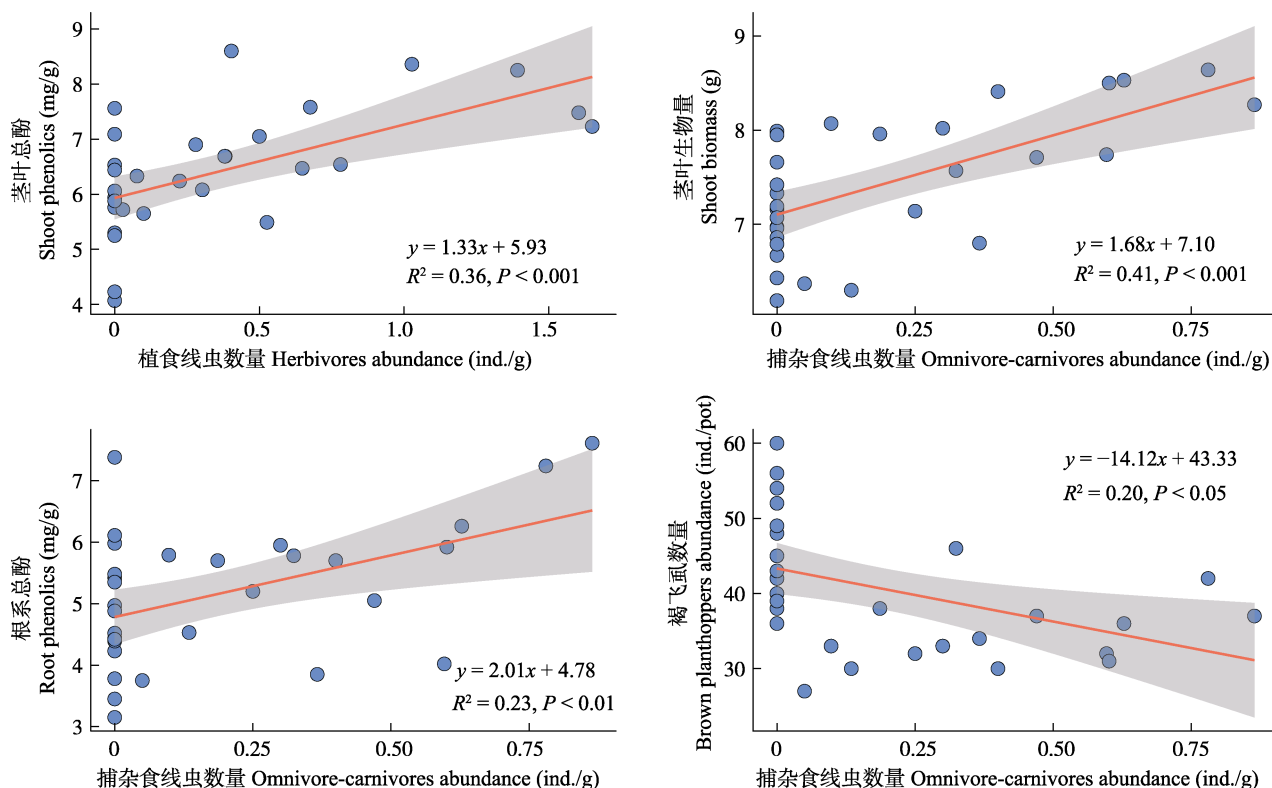 茎叶总酚
Shoot phenolics (mg/g)
9
8
7
6
5
4
y = 1.33x + 5.93
R² = 0.36, P < 0.001
0 0.5 1.0 1.5
植食线虫数量 Herbivores abundance (ind./g)
茎叶生物量
Shoot biomass (g)
9
8
7
y = 1.68x + 7.10
R² = 0.41, P < 0.001
0 0.25 0.50 0.75
捕杂食线虫数量 Omnivore-carnivores abundance (ind./g)
根系总酚
Root phenolics (mg/g)
7
6
5
4
3
y = 2.01x + 4.78
R² = 0.23, P < 0.01
0 0.25 0.50 0.75
捕杂食线虫数量 Omnivore-carnivores abundance (ind./g)
褐飞虱数量
Brown planthoppers abundance (ind./pot)
60
50
40
30
y = −14.12x + 43.33
R² = 0.20, P < 0.05
0 0.25 0.50 0.75
捕杂食线虫数量 Omnivore-carnivores abundance (ind./g)